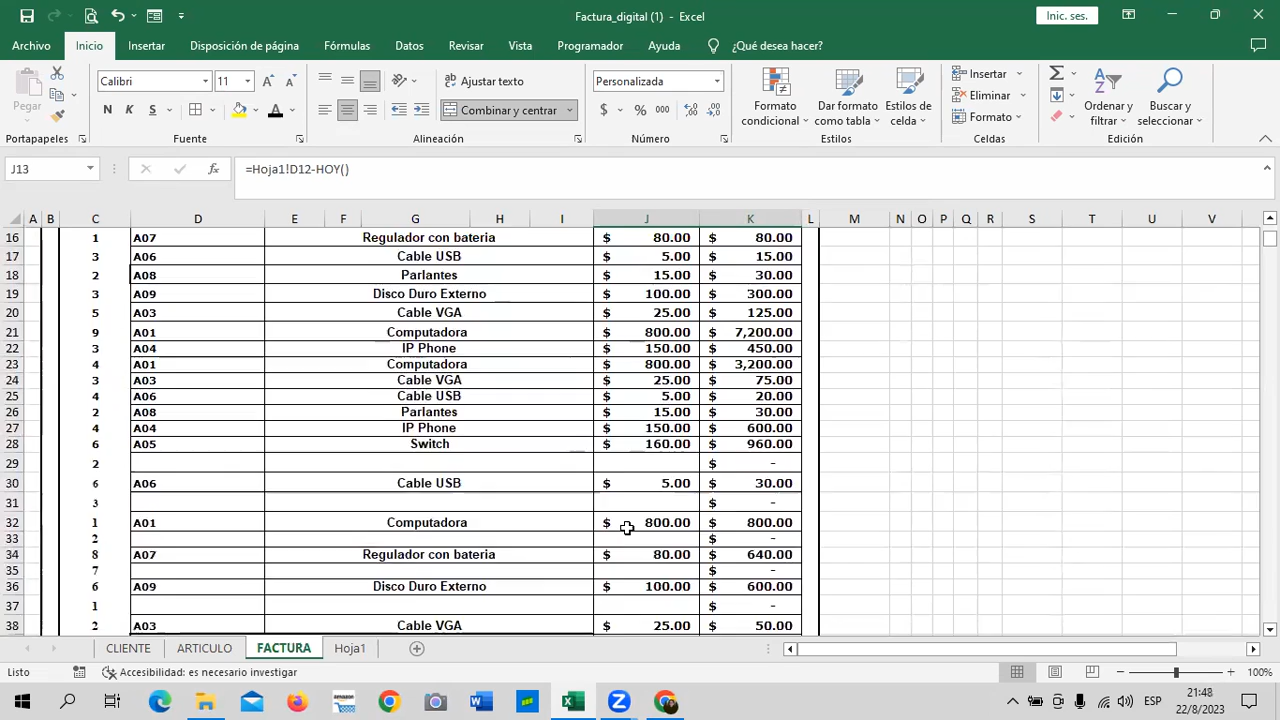 Factura_digital (1) - Excel
Inic. ses.
Archivo Inicio Insertar Disposición de página Fórmulas Datos Revisar Vista Programador Ayuda ¿Qué desea hacer?
Pegar
Portapapeles
Calibri 11
N K S
Fuente
Ajustar texto
Combinar y centrar
Alineación
Personalizada
$ % 000
Número
Formato condicional
Dar formato como tabla
Estilos de celda
Estilos
Insertar
Eliminar
Formato
Celdas
Ordenar y filtrar
Buscar y seleccionar
Edición
J13 fx =Hoja1!D12-HOY()
A B C D E F G H I J K L M N O P Q R S T U V
16 1 A07 Regulador con bateria $ 80.00 $ 80.00
17 3 A06 Cable USB $ 5.00 $ 15.00
18 2 A08 Parlantes $ 15.00 $ 30.00
19 3 A09 Disco Duro Externo $ 100.00 $ 300.00
20 5 A03 Cable VGA $ 25.00 $ 125.00
21 9 A01 Computadora $ 800.00 $ 7,200.00
22 3 A04 IP Phone $ 150.00 $ 450.00
23 4 A01 Computadora $ 800.00 $ 3,200.00
24 3 A03 Cable VGA $ 25.00 $ 75.00
25 4 A06 Cable USB $ 5.00 $ 20.00
26 2 A08 Parlantes $ 15.00 $ 30.00
27 4 A04 IP Phone $ 150.00 $ 600.00
28 6 A05 Switch $ 160.00 $ 960.00
29 2 $ -
30 6 A06 Cable USB $ 5.00 $ 30.00
31 3 $ -
32 1 A01 Computadora $ 800.00 $ 800.00
33 2 $ -
34 8 A07 Regulador con bateria $ 80.00 $ 640.00
35 7 $ -
36 6 A09 Disco Duro Externo $ 100.00 $ 600.00
37 1 $ -
38 2 A03 Cable VGA $ 25.00 $ 50.00
CLIENTE ARTICULO FACTURA Hoja1
Listo Accesibilidad: es necesario investigar 100%
ESP
21:48
22/8/2023